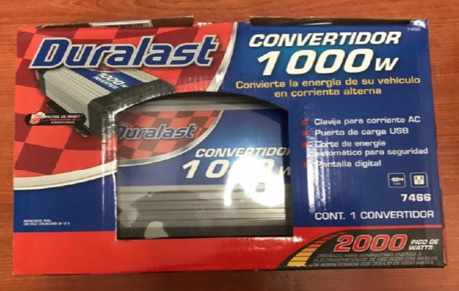 Duralast
CONVERTIDOR
1000W
Convierte la energía de su vehículo
en corriente alterna
7466
1000
Duralast
CONVERTIDOR
1000W
Clavija para corriente AC
Puerto de carga USB
Corte de energía
automático para seguridad
Pantalla digital
7466
CONT. 1 CONVERTIDOR
2000 PICO DE
WATTS